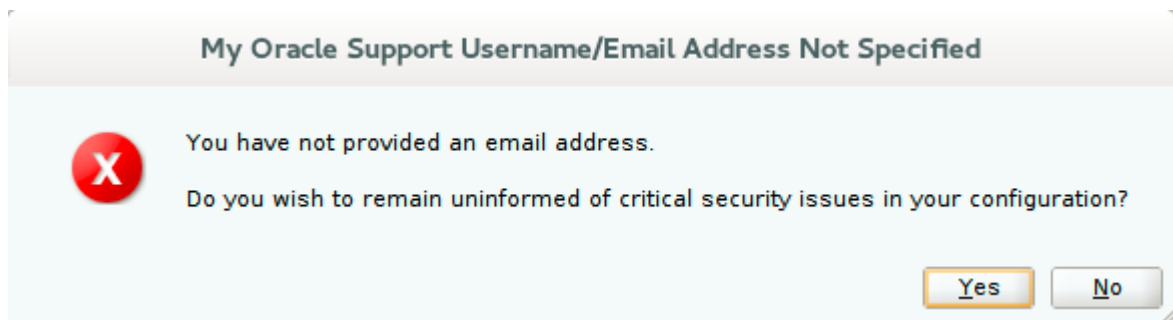 My Oracle Support Username/Email Address Not Specified
X
You have not provided an email address.
Do you wish to remain uninformed of critical security issues in your configuration?
Yes
No